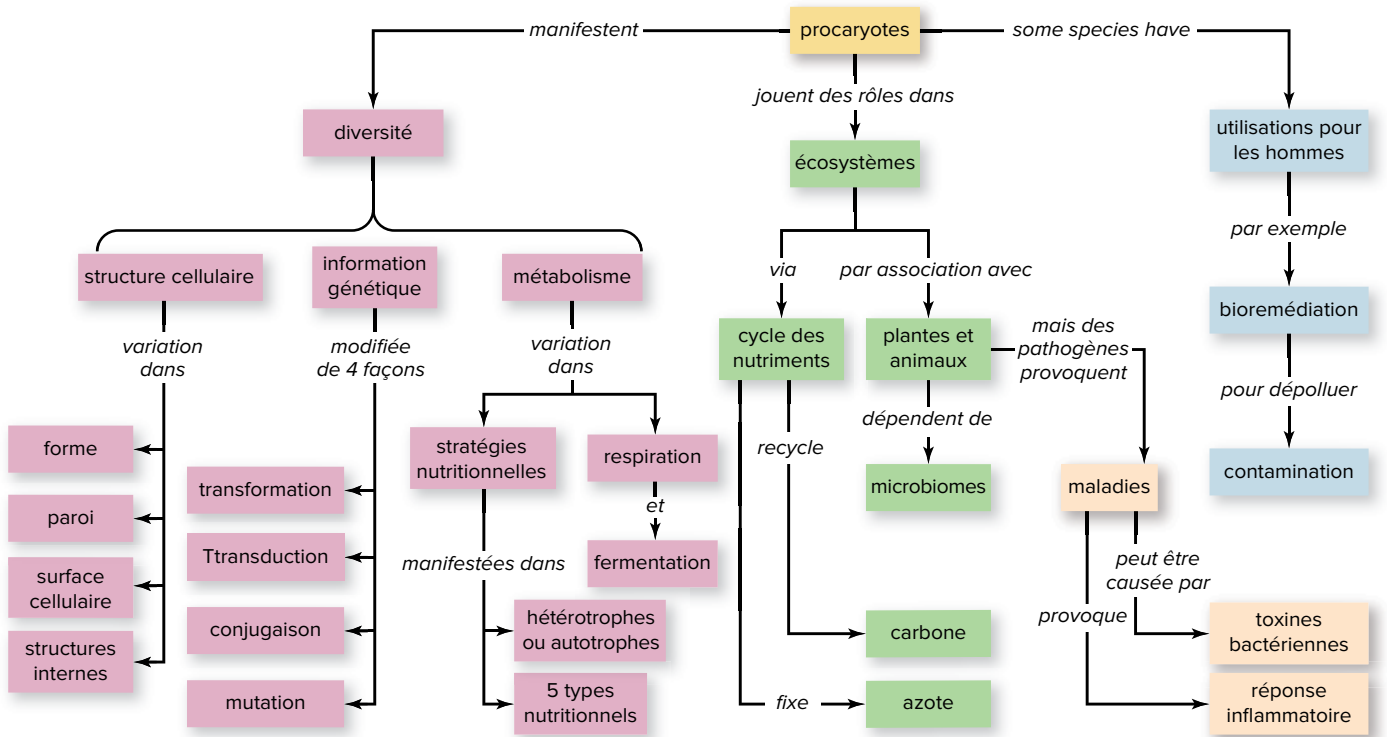 manifestent
procaryotes
some species have
jouent des rôles dans
diversité
utilisations pour
les hommes
écosystèmes
par exemple
structure cellulaire
information
génétique
métabolisme
via
par association avec
bioremédiation
variation
dans
modifiée
de 4 façons
variation
dans
cycle des
nutriments
plantes et
animaux
mais des
pathogènes
provoquent
pour dépolluer
forme
stratégies
nutritionnelles
respiration
recycle
dépendent de
contamination
transformation
et
microbiomes
maladies
paroi
Ttransduction
manifestées dans
fermentation
peut être
causée par
surface
cellulaire
conjugaison
hétérotrophes
ou autotrophes
carbone
provoque
toxines
bactériennes
structures
internes
mutation
5 types
nutritionnels
fixe
azote
réponse
inflammatoire